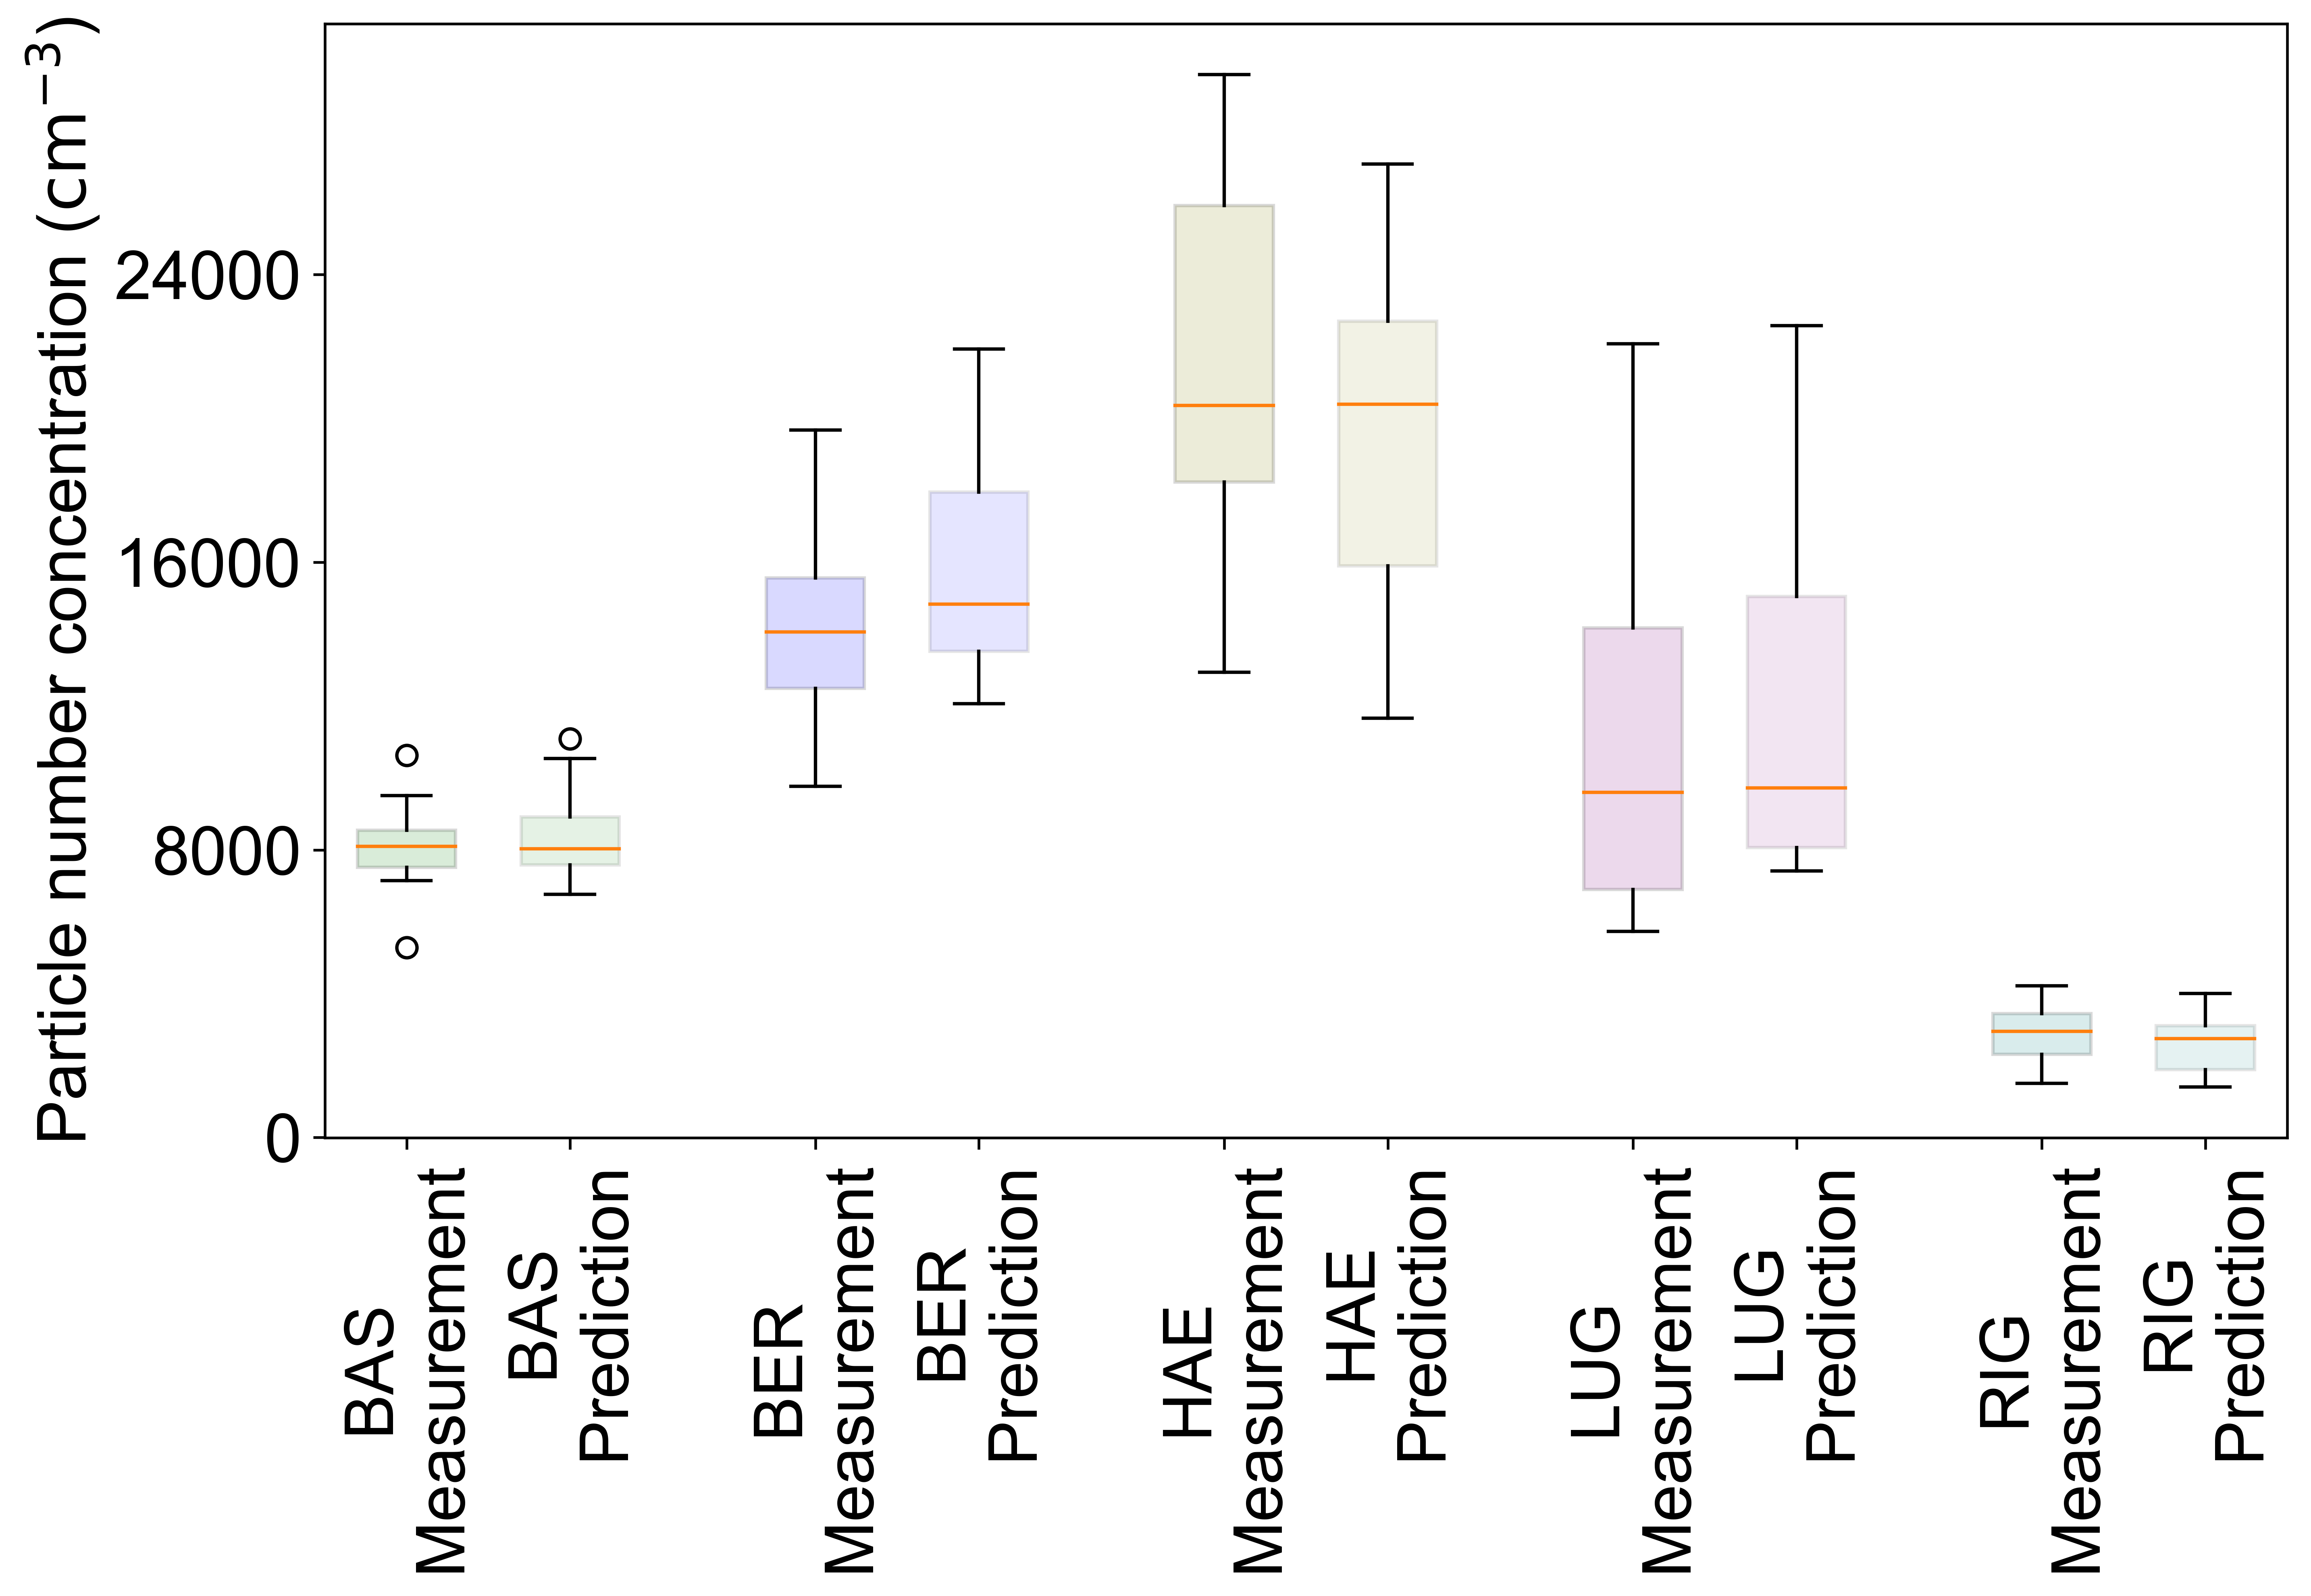 Particle number concentration (cm⁻³)
24000
16000
8000
0
BAS
Measurement
BAS
Prediction
BER
Measurement
BER
Prediction
HAE
Measurement
HAE
Prediction
LUG
Measurement
LUG
Prediction
RIG
Measurement
RIG
Prediction